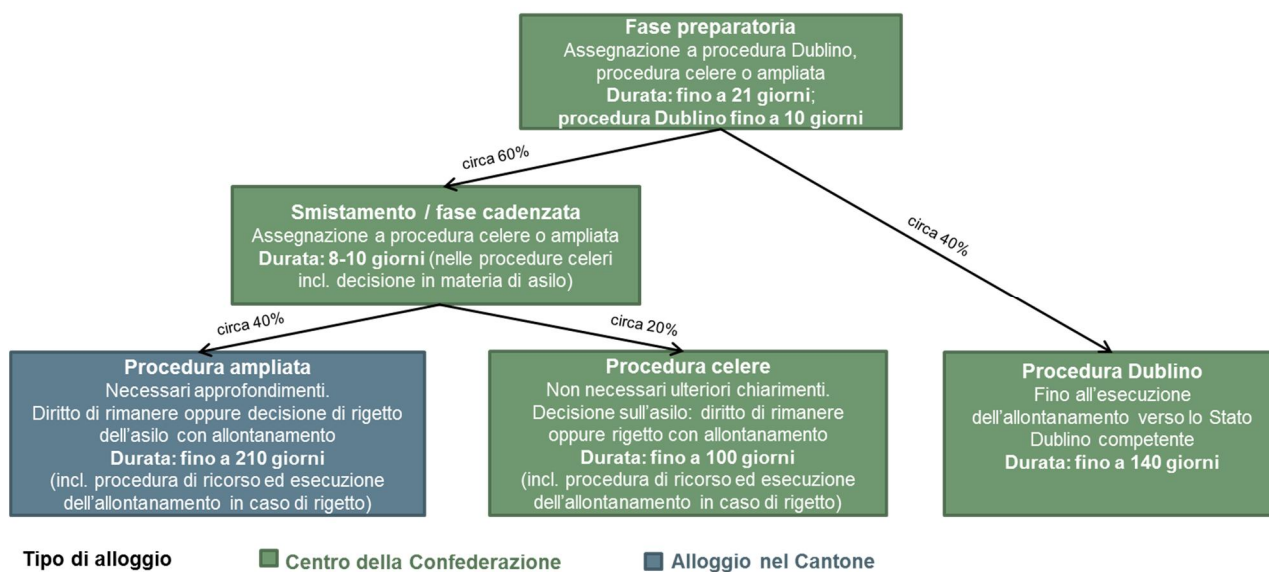 Fase preparatoria
Assegnazione a procedura Dublino,
procedura celere o ampliata
Durata: fino a 21 giorni;
procedura Dublino fino a 10 giorni
circa 60%
circa 40%
Smistamento / fase cadenzata
Assegnazione a procedura celere o ampliata
Durata: 8-10 giorni (nelle procedure celeri
incl. decisione in materia di asilo)
circa 40%
circa 20%
Procedura ampliata
Necessari approfondimenti.
Diritto di rimanere oppure decisione di rigetto
dell'asilo con allontanamento
Durata: fino a 210 giorni
(incl. procedura di ricorso ed esecuzione
dell'allontanamento in caso di rigetto)
Procedura celere
Non necessari ulteriori chiarimenti.
Decisione sull'asilo: diritto di rimanere
oppure rigetto con allontanamento
Durata: fino a 100 giorni
(incl. procedura di ricorso ed esecuzione
dell'allontanamento in caso di rigetto)
Procedura Dublino
Fino all'esecuzione
dell'allontanamento verso lo Stato
Dublino competente
Durata: fino a 140 giorni
Tipo di alloggio
Centro della Confederazione
Alloggio nel Cantone